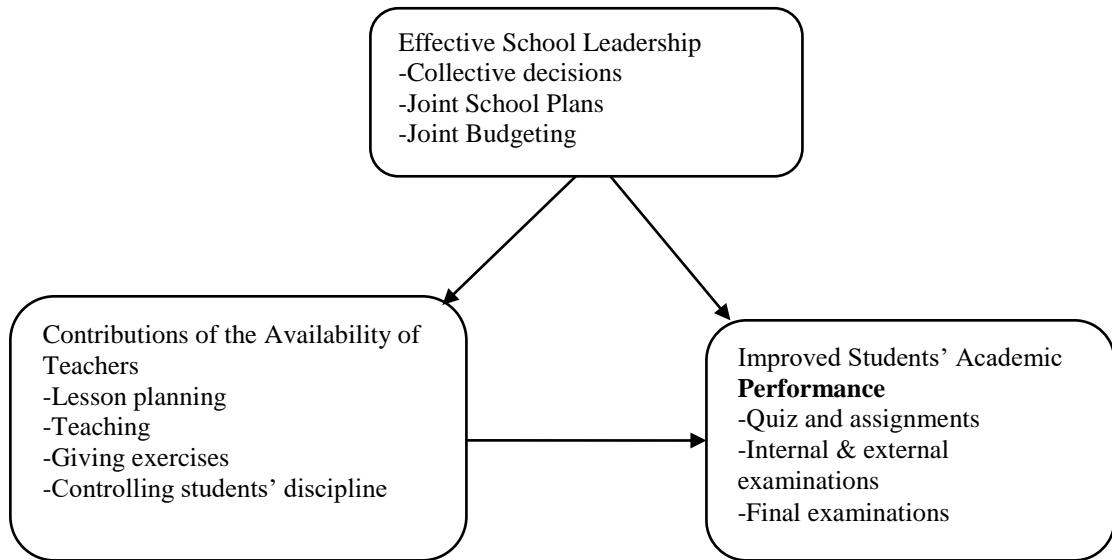 Effective School Leadership
-Collective decisions
-Joint School Plans
-Joint Budgeting
Contributions of the Availability of
Teachers
-Lesson planning
-Teaching
-Giving exercises
-Controlling students’ discipline
Improved Students’ Academic
Performance
-Quiz and assignments
-Internal & external
examinations
-Final examinations